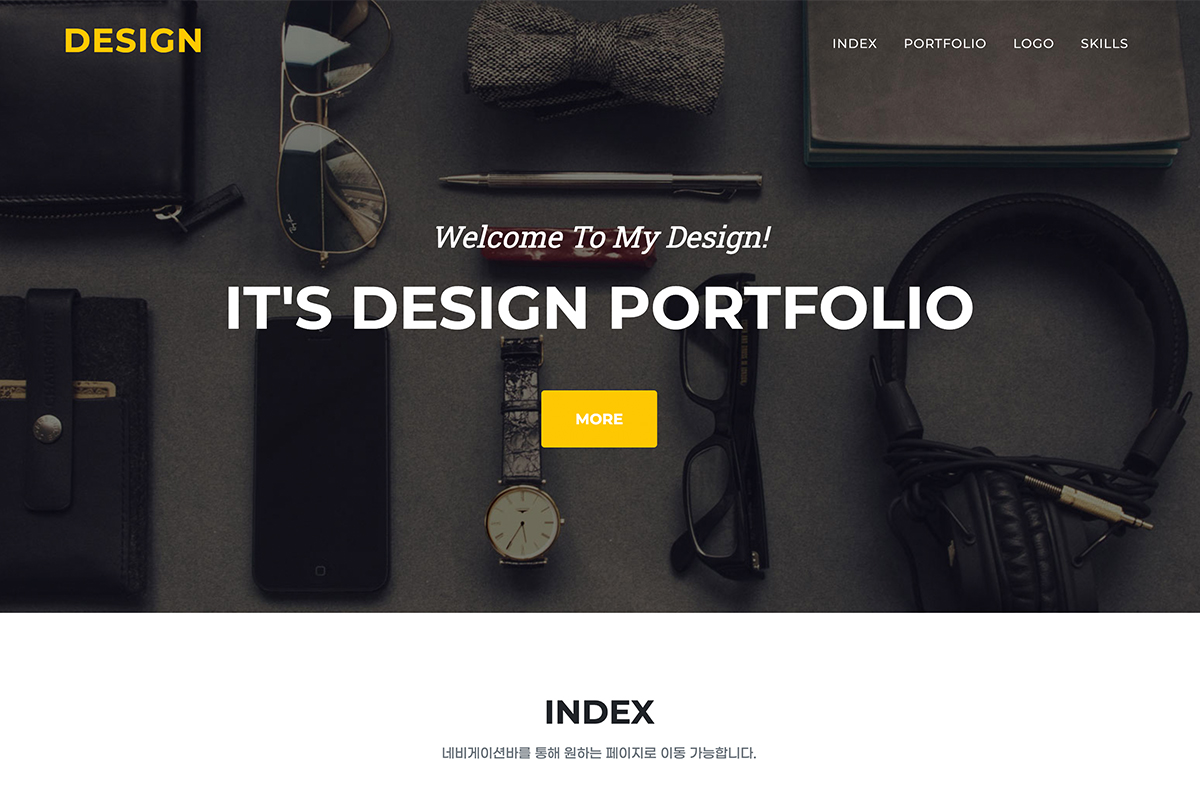 DESIGN
INDEX PORTFOLIO LOGO SKILLS
Welcome To My Design!
IT'S DESIGN PORTFOLIO
MORE
INDEX
네비게이션바를 통해 원하는 페이지로 이동 가능합니다.